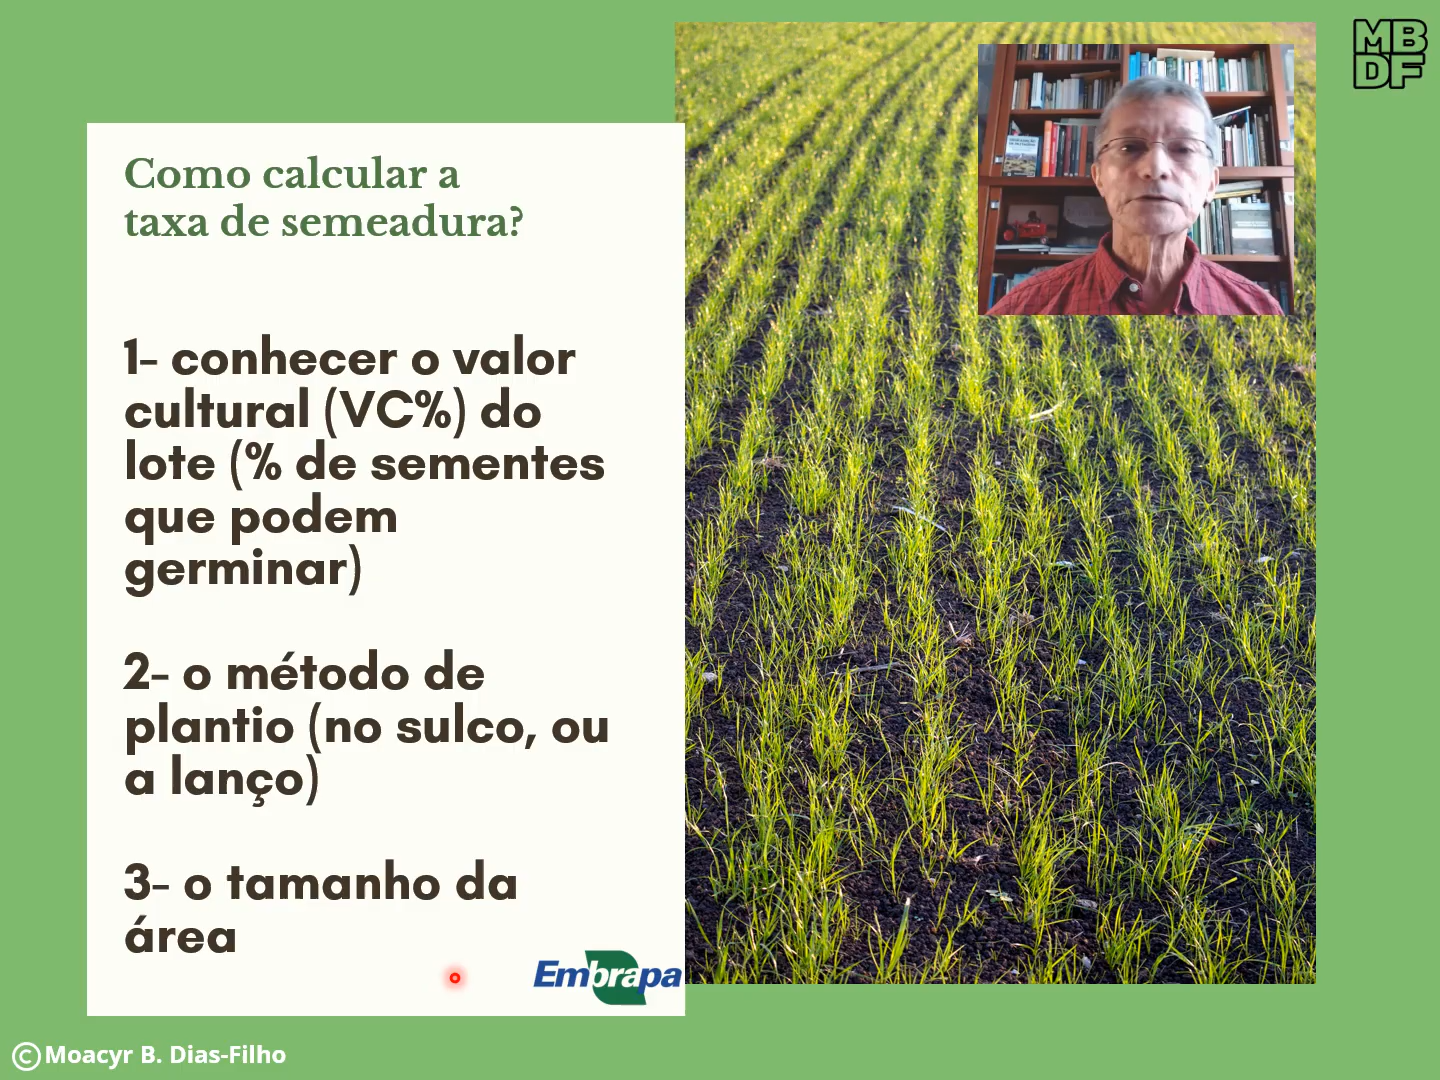 MB
DF
Como calcular a
taxa de semeadura?
1- conhecer o valor
cultural (VC%) do
lote (% de sementes
que podem
germinar)
2- o método de
plantio (no sulco, ou
a lanço)
3- o tamanho da
área
Embrapa
©Moacyr B. Dias-Filho